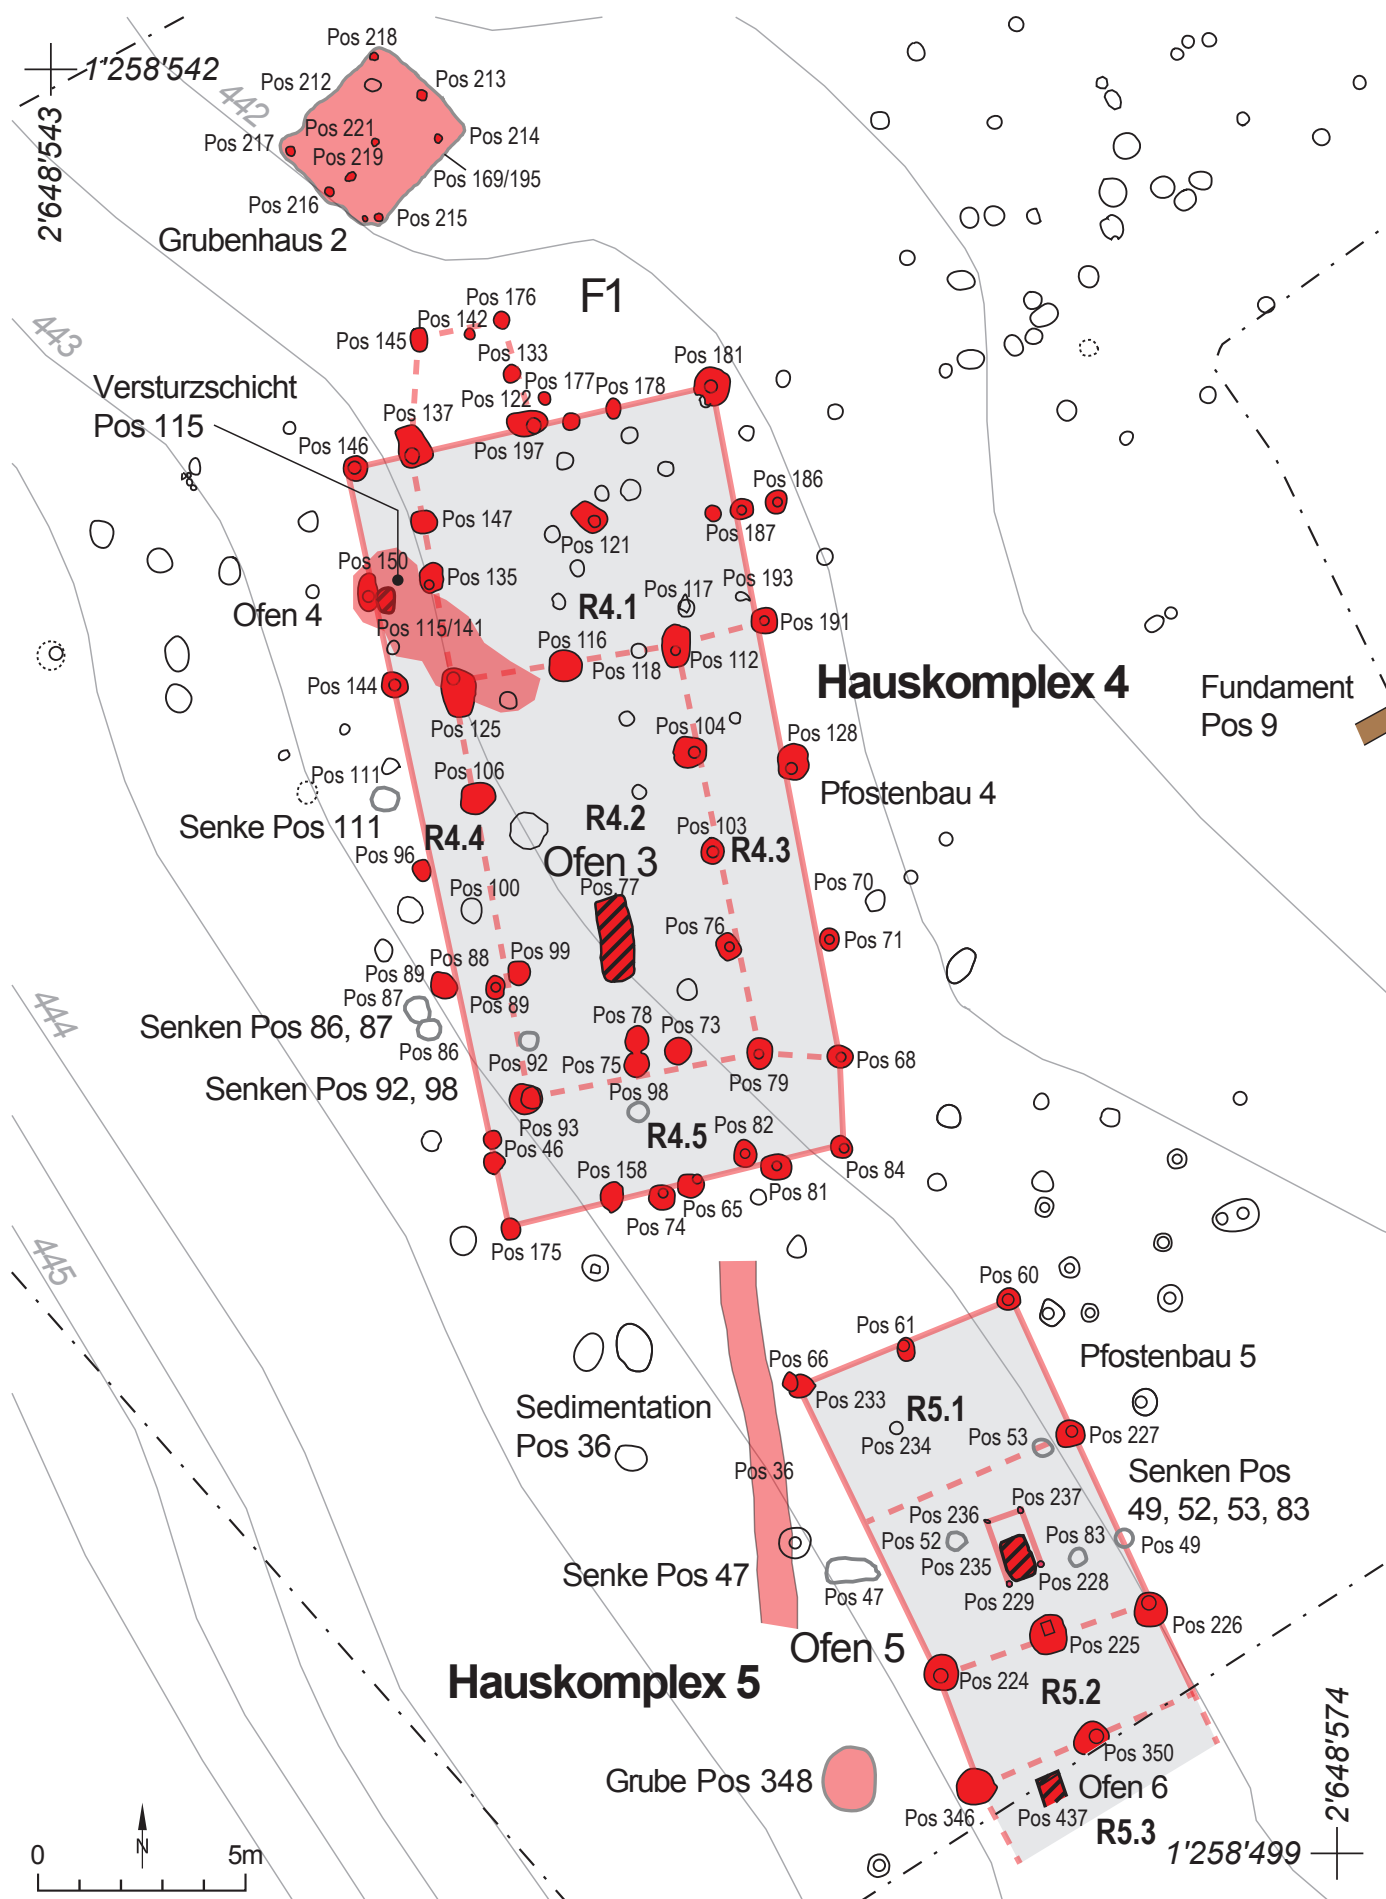 Pos 218
1'258'542
Pos 212
Pos 213
442
2'648'543
Pos 221
Pos 214
Pos 217
Pos 219
Pos 169/195
Pos 216
Pos 215
Grubenhaus 2
Pos 176
F1
Pos 142
Pos 145
443
Pos 133
Pos 181
Versturzschicht
Pos 115
Pos 177
Pos 178
Pos 122
Pos 137
Pos 146
Pos 197
Pos 186
Pos 147
Pos 187
Pos 121
Pos 150
Pos 135
Pos 193
Pos 117
R4.1
Ofen 4
Pos 115/141
Pos 191
Pos 116
Pos 118
Pos 112
Pos 144
Hauskomplex 4
Fundament
Pos 9
Pos 125
Pos 104
Pos 128
Pos 111
Pos 106
Pfostenbau 4
Senke Pos 111
R4.2
R4.4
Pos 103
R4.3
Pos 96
Ofen 3
Pos 77
Pos 70
Pos 100
Pos 76
Pos 71
Pos 99
Pos 88
Pos 89
Pos 87
Pos 89
444
Senken Pos 86, 87
Pos 86
Pos 78
Pos 73
Pos 92
Pos 75
Pos 79
Pos 68
Senken Pos 92, 98
Pos 98
Pos 93
R4.5
Pos 82
Pos 46
Pos 84
Pos 158
Pos 81
Pos 65
Pos 74
Pos 175
445
Pos 60
Pos 61
Pfostenbau 5
Pos 66
Pos 233
R5.1
Sedimentation
Pos 36
Pos 234
Pos 53
Pos 227
Pos 36
Senken Pos
49, 52, 53, 83
Pos 237
Pos 236
Pos 52
Pos 83
Pos 49
Pos 235
Pos 228
Senke Pos 47
Pos 47
Pos 229
Pos 226
Ofen 5
Pos 225
Hauskomplex 5
Pos 224
R5.2
2'648'574
Pos 350
Grube Pos 348
Ofen 6
Pos 346
Pos 437
R5.3
1'258'499
N
0
5m